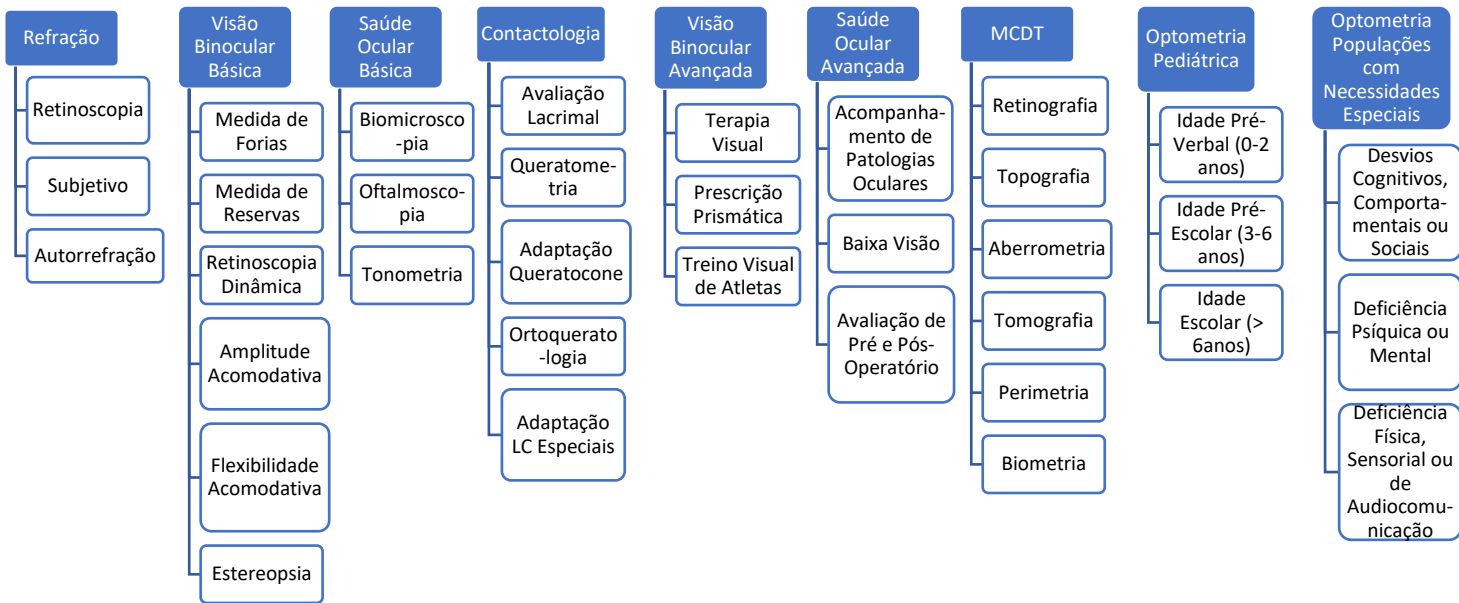 Refração
Retinoscopia
Subjetivo
Autorrefração
Visão
Binocular
Básica
Medida de
Forias
Medida de
Reservas
Retinoscopia
Dinâmica
Amplitude
Acomodativa
Flexibilidade
Acomodativa
Estereopsia
Saúde
Ocular
Básica
Biomicrosco
-pia
Oftalmosco-
pia
Tonometria
Contactologia
Avaliação
Lacrimal
Queratome-
tria
Adaptação
Queratocone
Ortoquerato
-logia
Adaptação
LC Especiais
Visão
Binocular
Avançada
Terapia
Visual
Prescrição
Prismática
Treino Visual
de Atletas
Saúde
Ocular
Avançada
Acompanha-
mento de
Patologias
Oculares
Baixa Visão
Avaliação de
Pré e Pós-
Operatório
MCDT
Retinografia
Topografia
Aberrometria
Tomografia
Perimetria
Biometria
Optometria
Pediátrica
Idade Pré-
Verbal (0-2
anos)
Idade Pré-
Escolar (3-6
anos)
Idade
Escolar (>
6anos)
Optometria
Populações
com
Necessidades
Especiais
Desvios
Cognitivos,
Comporta-
mentais ou
Sociais
Deficiência
Psíquica ou
Mental
Deficiência
Física,
Sensorial ou
de
Audiocomu-
nicação